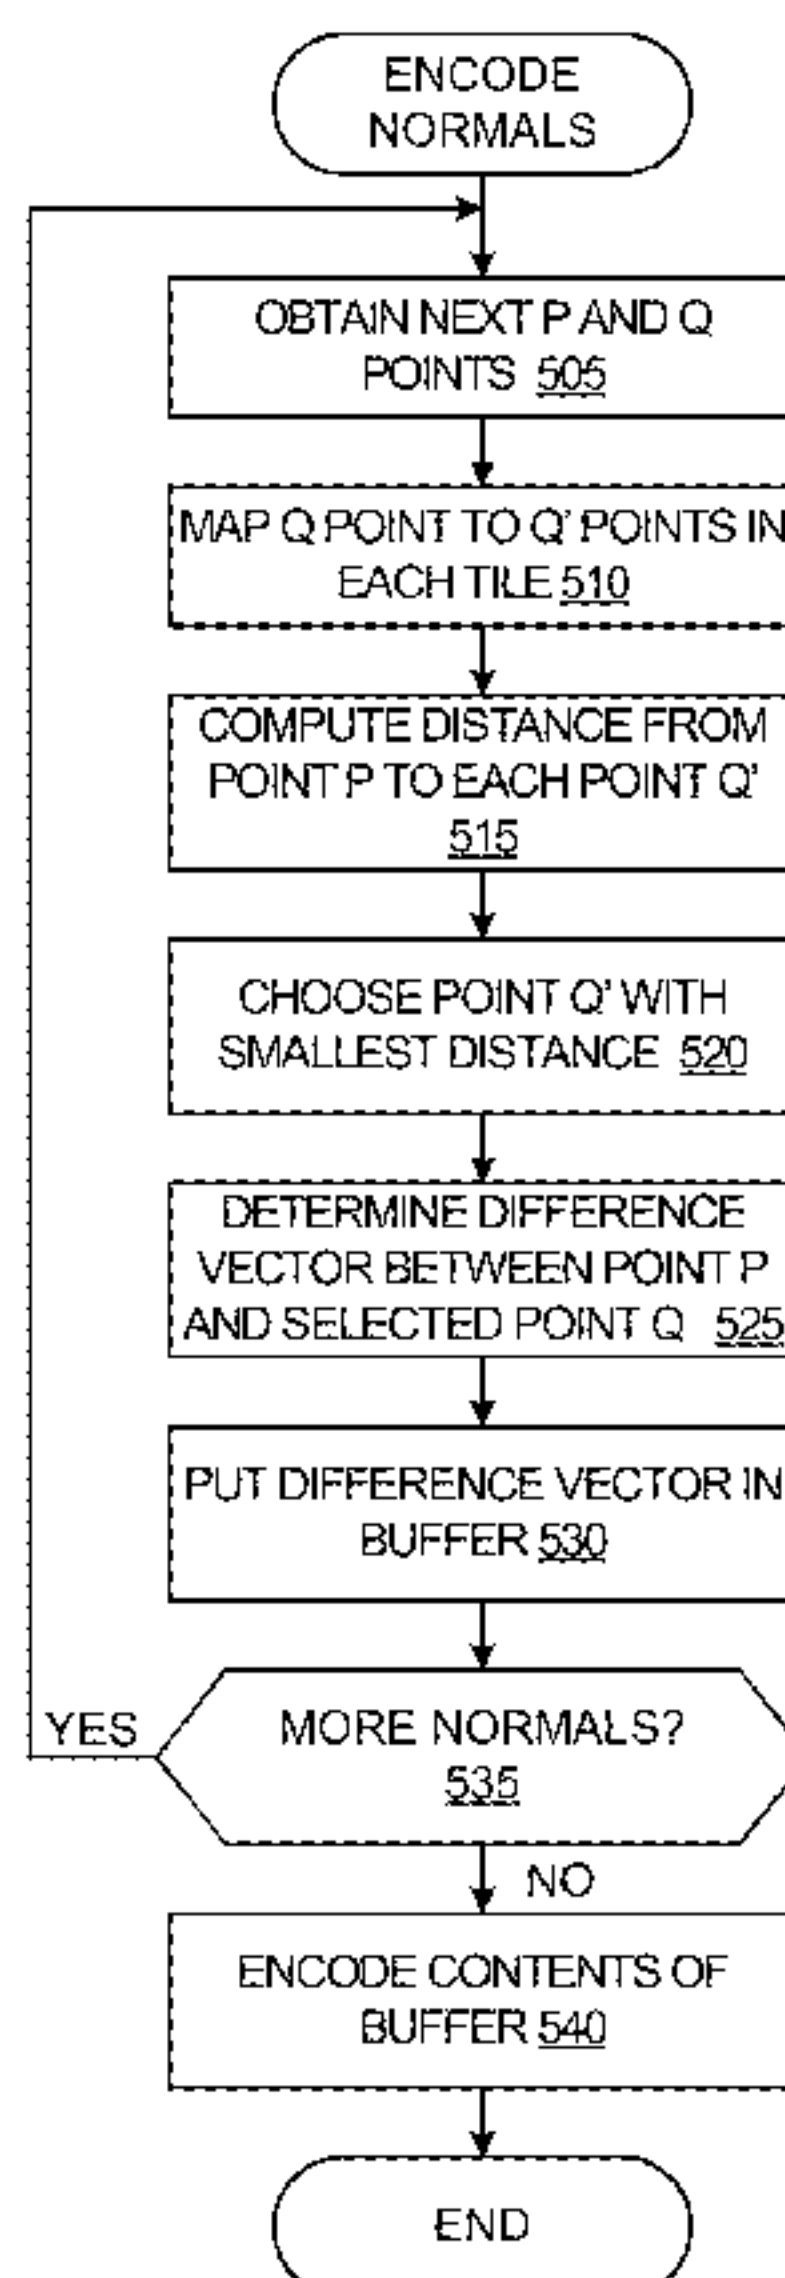 ENCODE
NORMALS
OBTAIN NEXT P AND Q
POINTS 505
MAP Q POINT TO Q' POINTS IN
EACH TILE 510
COMPUTE DISTANCE FROM
POINT P TO EACH POINT Q'
515
CHOOSE POINT Q' WITH
SMALLEST DISTANCE 520
DETERMINE DIFFERENCE
VECTOR BETWEEN POINT P
AND SELECTED POINT Q 525
PUT DIFFERENCE VECTOR IN
BUFFER 530
YES
MORE NORMALS?
535
NO
ENCODE CONTENTS OF
BUFFER 540
END